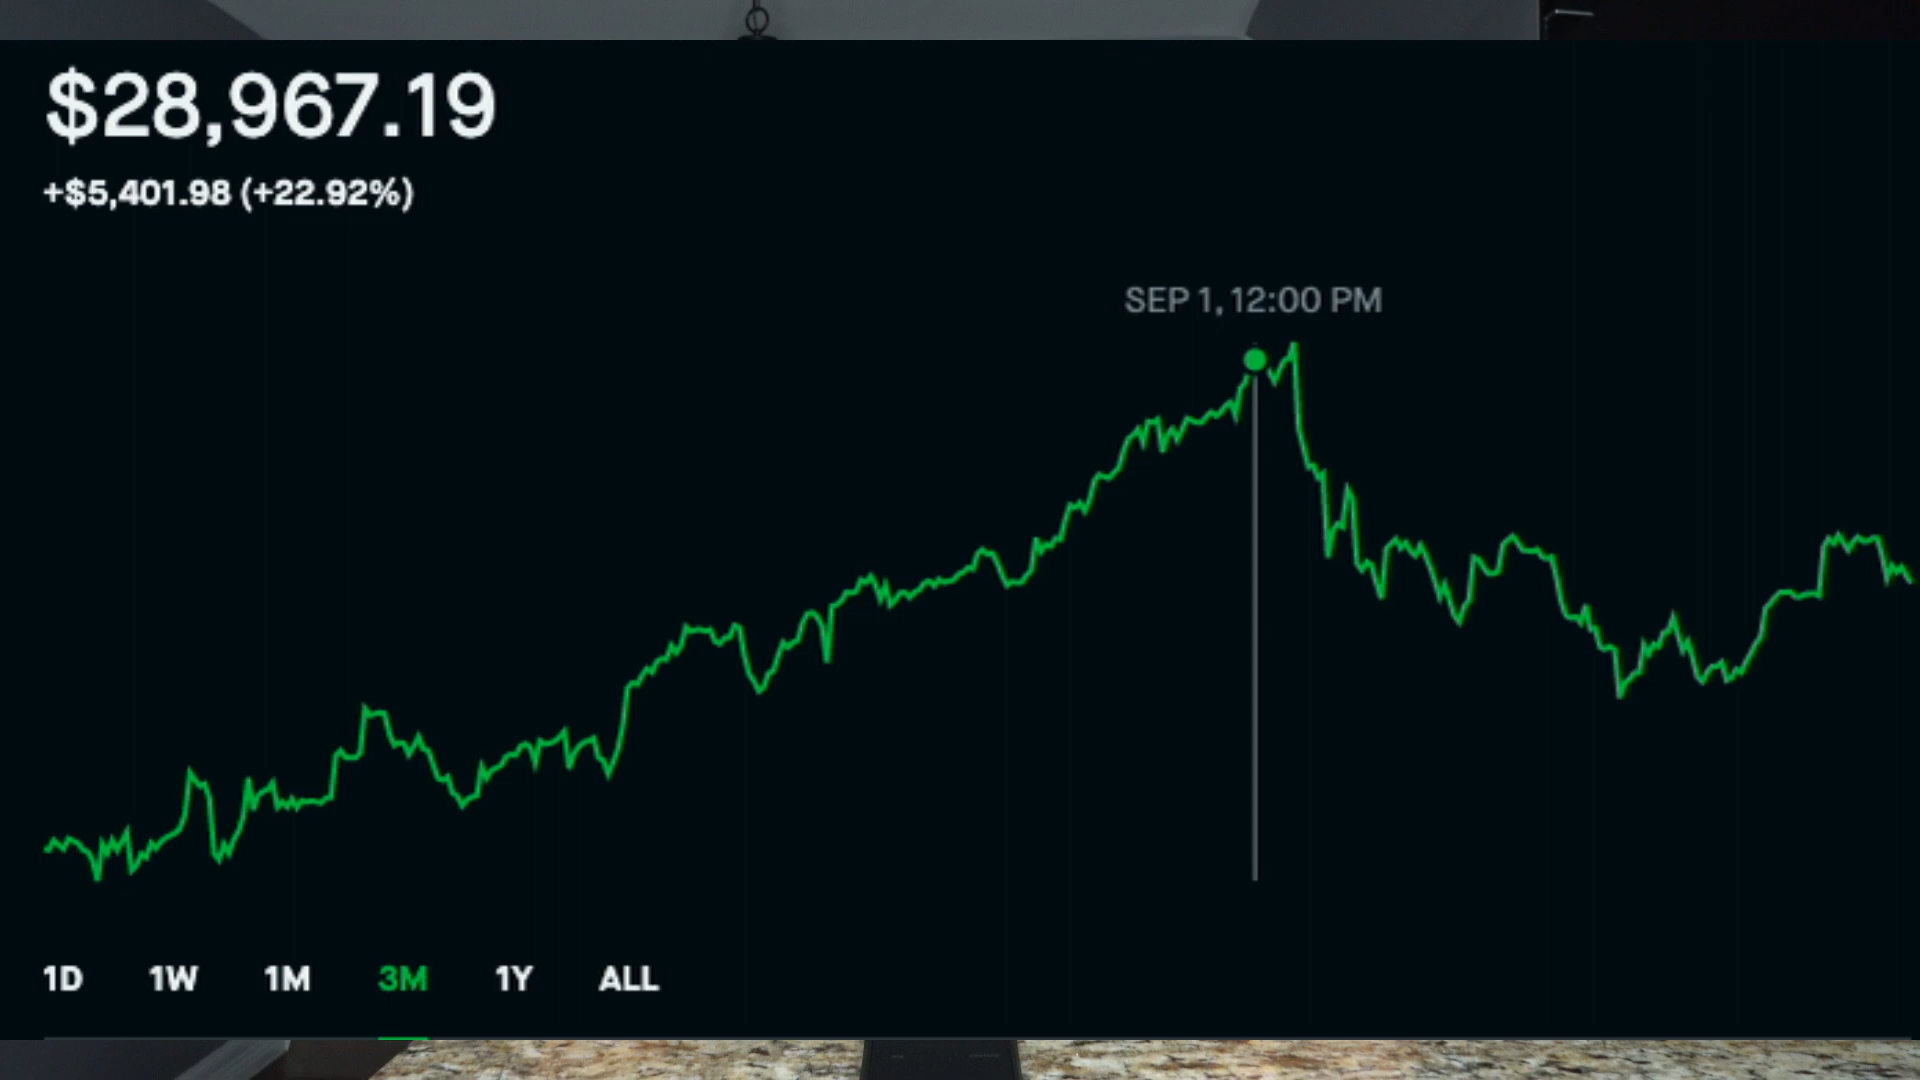 $28,967.19
+$5,401.98 (+22.92%)
SEP 1, 12:00 PM
1D 1W 1M 3M 1Y ALL